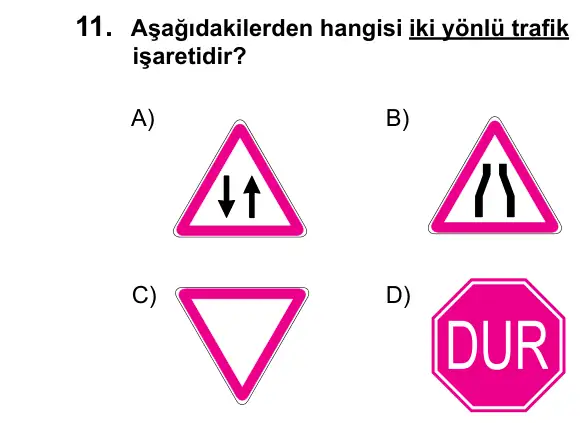 11. Aşağıdakilerden hangisi iki yönlü trafik
işaretidir?
A)
B)
C)
D)
DUR